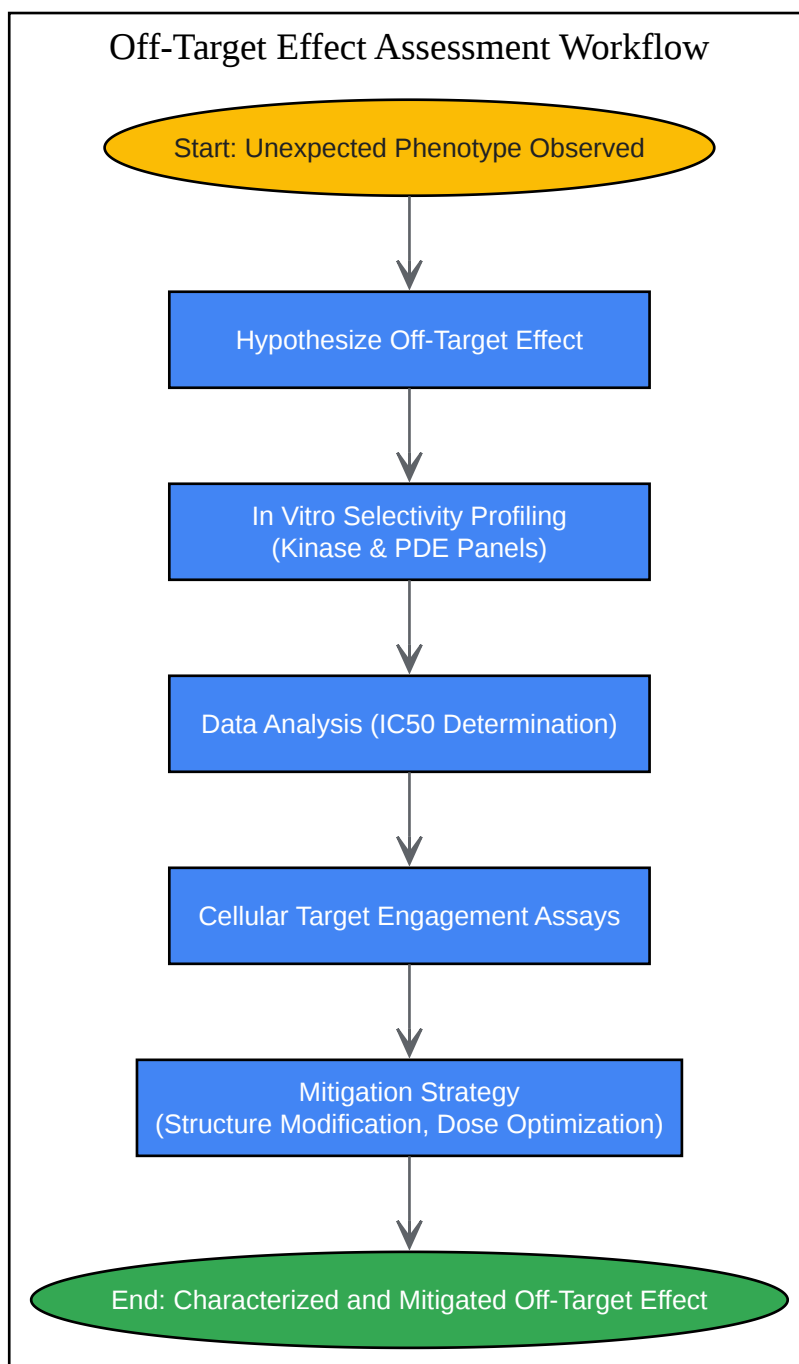 Off-Target Effect Assessment Workflow
Start: Unexpected Phenotype Observed
Hypothesize Off-Target Effect
In Vitro Selectivity Profiling
(Kinase & PDE Panels)
Data Analysis (IC50 Determination)
Cellular Target Engagement Assays
Mitigation Strategy
(Structure Modification, Dose Optimization)
End: Characterized and Mitigated Off-Target Effect